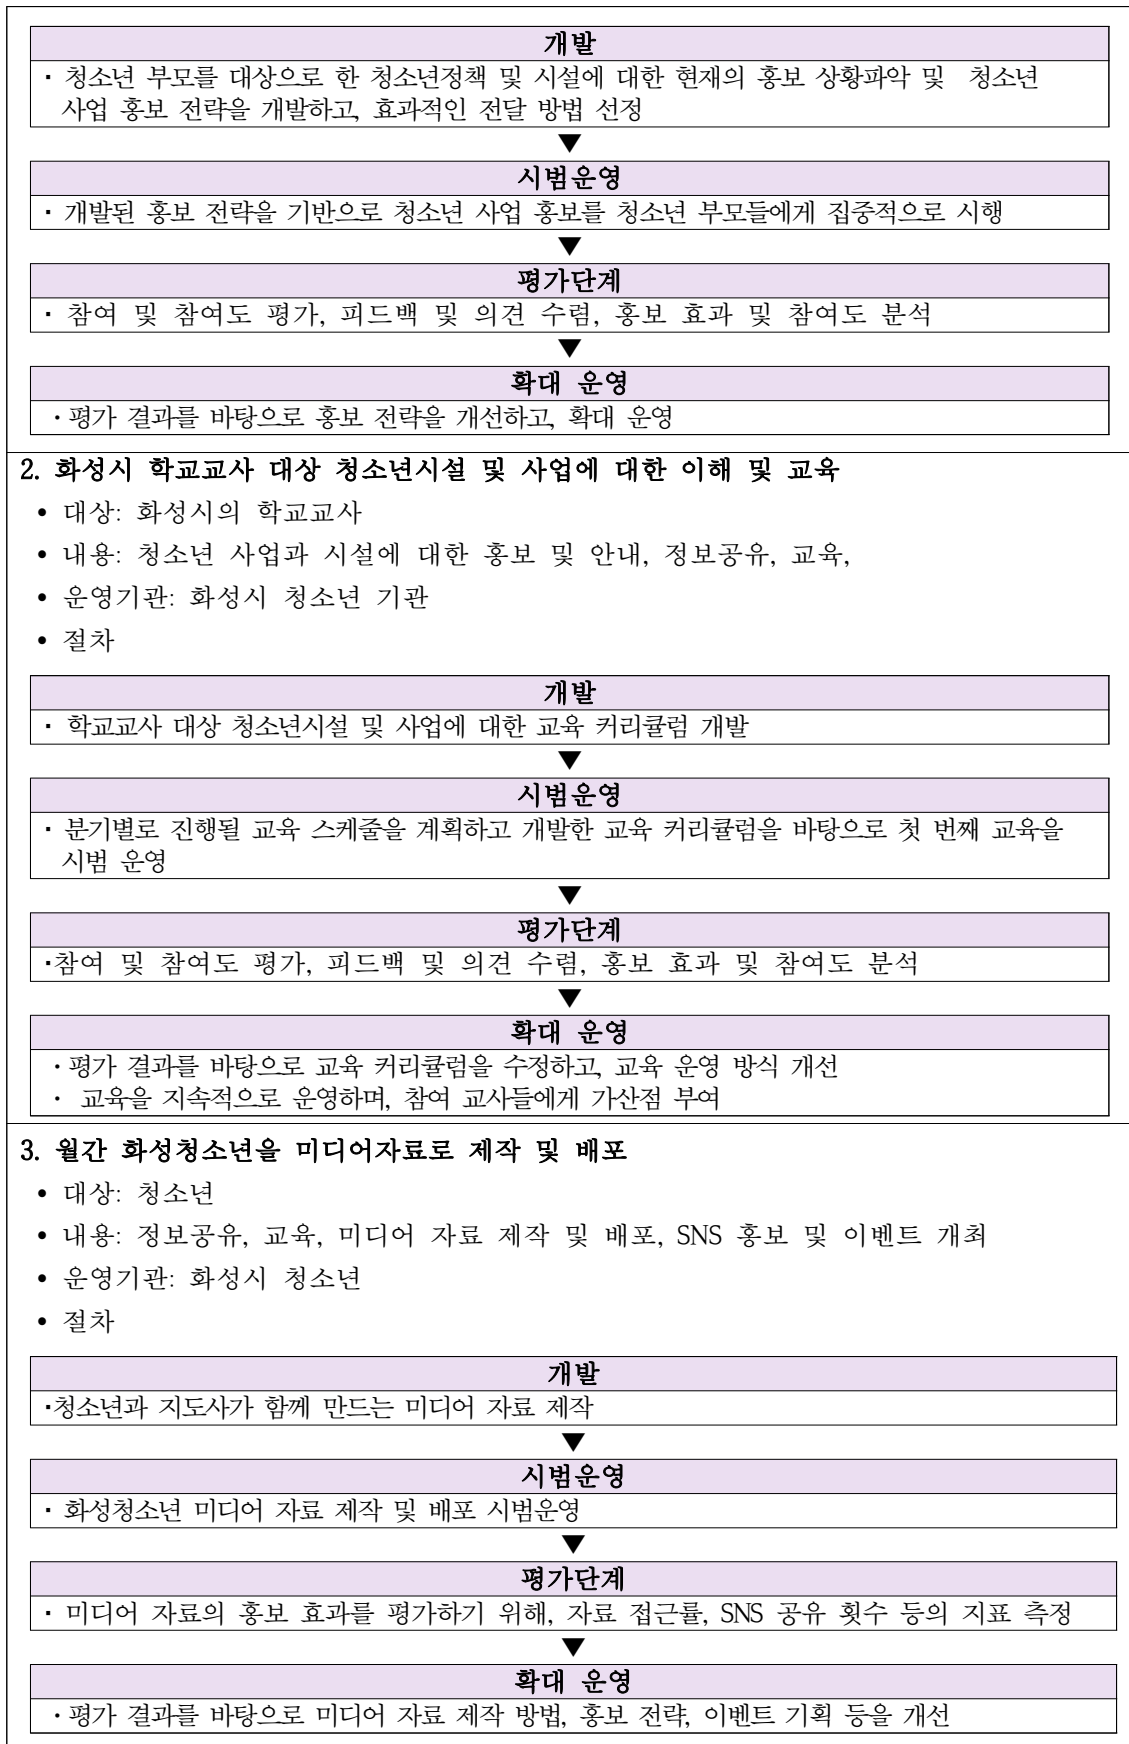 개발
· 청소년 부모를 대상으로 한 청소년정책 및 시설에 대한 현재의 홍보 상황파악 및 청소년
사업 홍보 전략을 개발하고, 효과적인 전달 방법 선정
▼
시범운영
· 개발된 홍보 전략을 기반으로 청소년 사업 홍보를 청소년 부모들에게 집중적으로 시행
▼
평가단계
· 참여 및 참여도 평가, 피드백 및 의견 수렴, 홍보 효과 및 참여도 분석
▼
확대 운영
· 평가 결과를 바탕으로 홍보 전략을 개선하고, 확대 운영
2. 화성시 학교교사 대상 청소년시설 및 사업에 대한 이해 및 교육
• 대상: 화성시의 학교교사
• 내용: 청소년 사업과 시설에 대한 홍보 및 안내, 정보공유, 교육,
• 운영기관: 화성시 청소년 기관
• 절차
개발
· 학교교사 대상 청소년시설 및 사업에 대한 교육 커리큘럼 개발
▼
시범운영
· 분기별로 진행될 교육 스케줄을 계획하고 개발한 교육 커리큘럼을 바탕으로 첫 번째 교육을
시범 운영
▼
평가단계
·참여 및 참여도 평가, 피드백 및 의견 수렴, 홍보 효과 및 참여도 분석
▼
확대 운영
· 평가 결과를 바탕으로 교육 커리큘럼을 수정하고, 교육 운영 방식 개선
· 교육을 지속적으로 운영하며, 참여 교사들에게 가산점 부여
3. 월간 화성청소년을 미디어자료로 제작 및 배포
• 대상: 청소년
• 내용: 정보공유, 교육, 미디어 자료 제작 및 배포, SNS 홍보 및 이벤트 개최
• 운영기관: 화성시 청소년
• 절차
개발
·청소년과 지도사가 함께 만드는 미디어 자료 제작
▼
시범운영
· 화성청소년 미디어 자료 제작 및 배포 시범운영
▼
평가단계
· 미디어 자료의 홍보 효과를 평가하기 위해, 자료 접근률, SNS 공유 횟수 등의 지표 측정
▼
확대 운영
· 평가 결과를 바탕으로 미디어 자료 제작 방법, 홍보 전략, 이벤트 기획 등을 개선